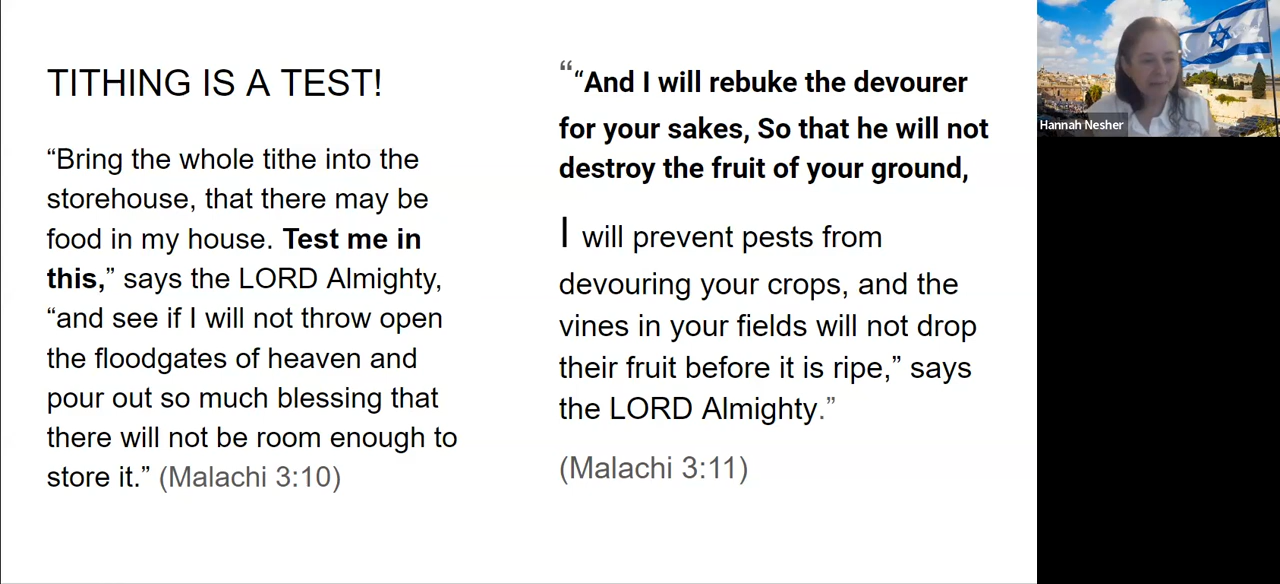 TITHING IS A TEST!
“Bring the whole tithe into the
storehouse, that there may be
food in my house. Test me in
this,” says the LORD Almighty,
“and see if I will not throw open
the floodgates of heaven and
pour out so much blessing that
there will not be room enough to
store it.” (Malachi 3:10)
““And I will rebuke the devourer
for your sakes, So that he will not
destroy the fruit of your ground,
I will prevent pests from
devouring your crops, and the
vines in your fields will not drop
their fruit before it is ripe,” says
the LORD Almighty.”
(Malachi 3:11)
Hannah Nesher